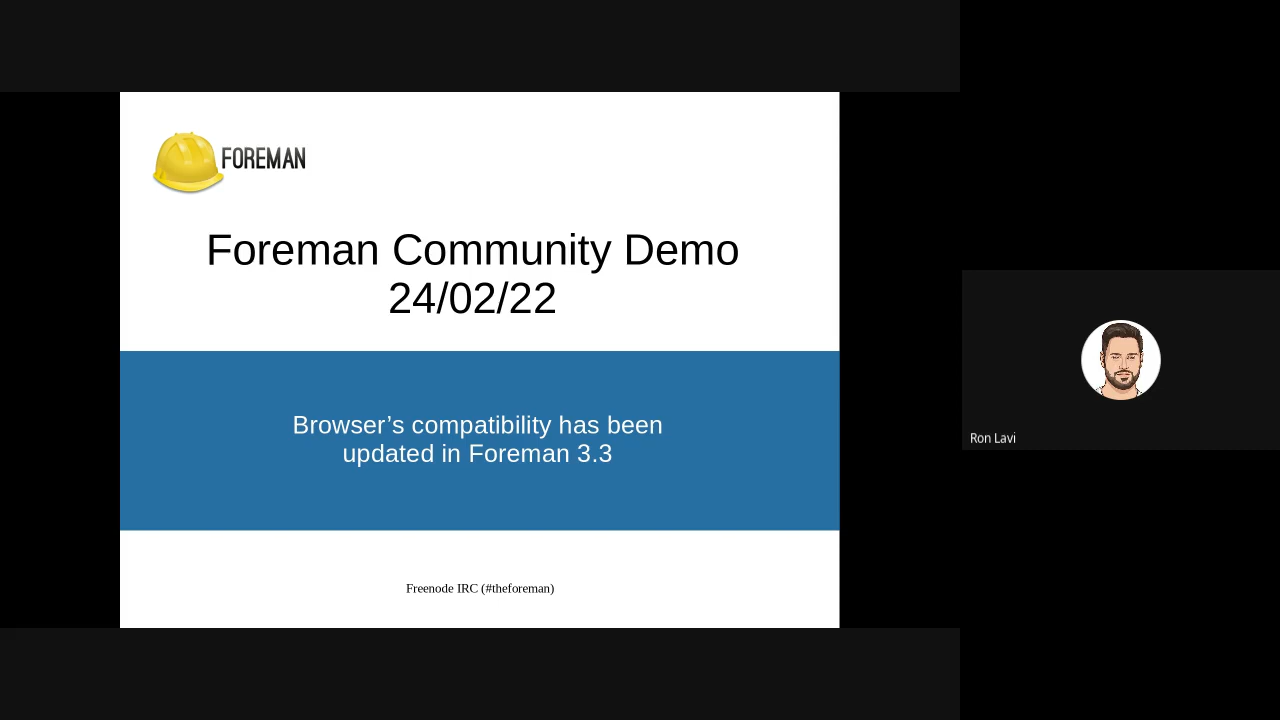 FOREMAN
Foreman Community Demo
24/02/22
Browser’s compatibility has been
updated in Foreman 3.3
Freenode IRC (#theforeman)
Ron Lavi